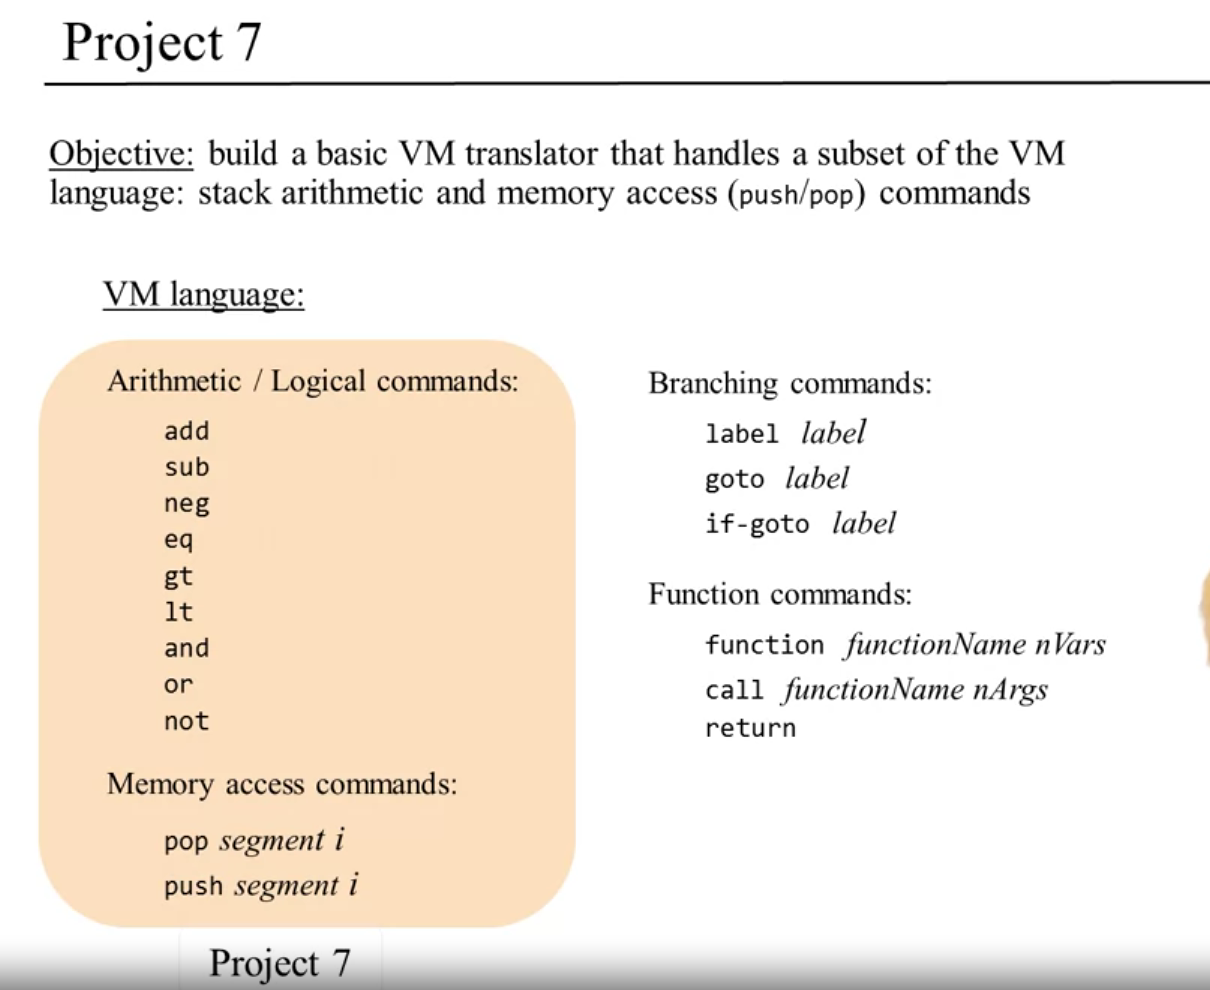 Project 7
Objective: build a basic VM translator that handles a subset of the VM
language: stack arithmetic and memory access (push/pop) commands
VM language:
Arithmetic / Logical commands:
add
sub
neg
eq
gt
lt
and
or
not
Memory access commands:
pop segment i
push segment i
Project 7
Branching commands:
label label
goto label
if-goto label
Function commands:
function functionName nVars
call functionName nArgs
return